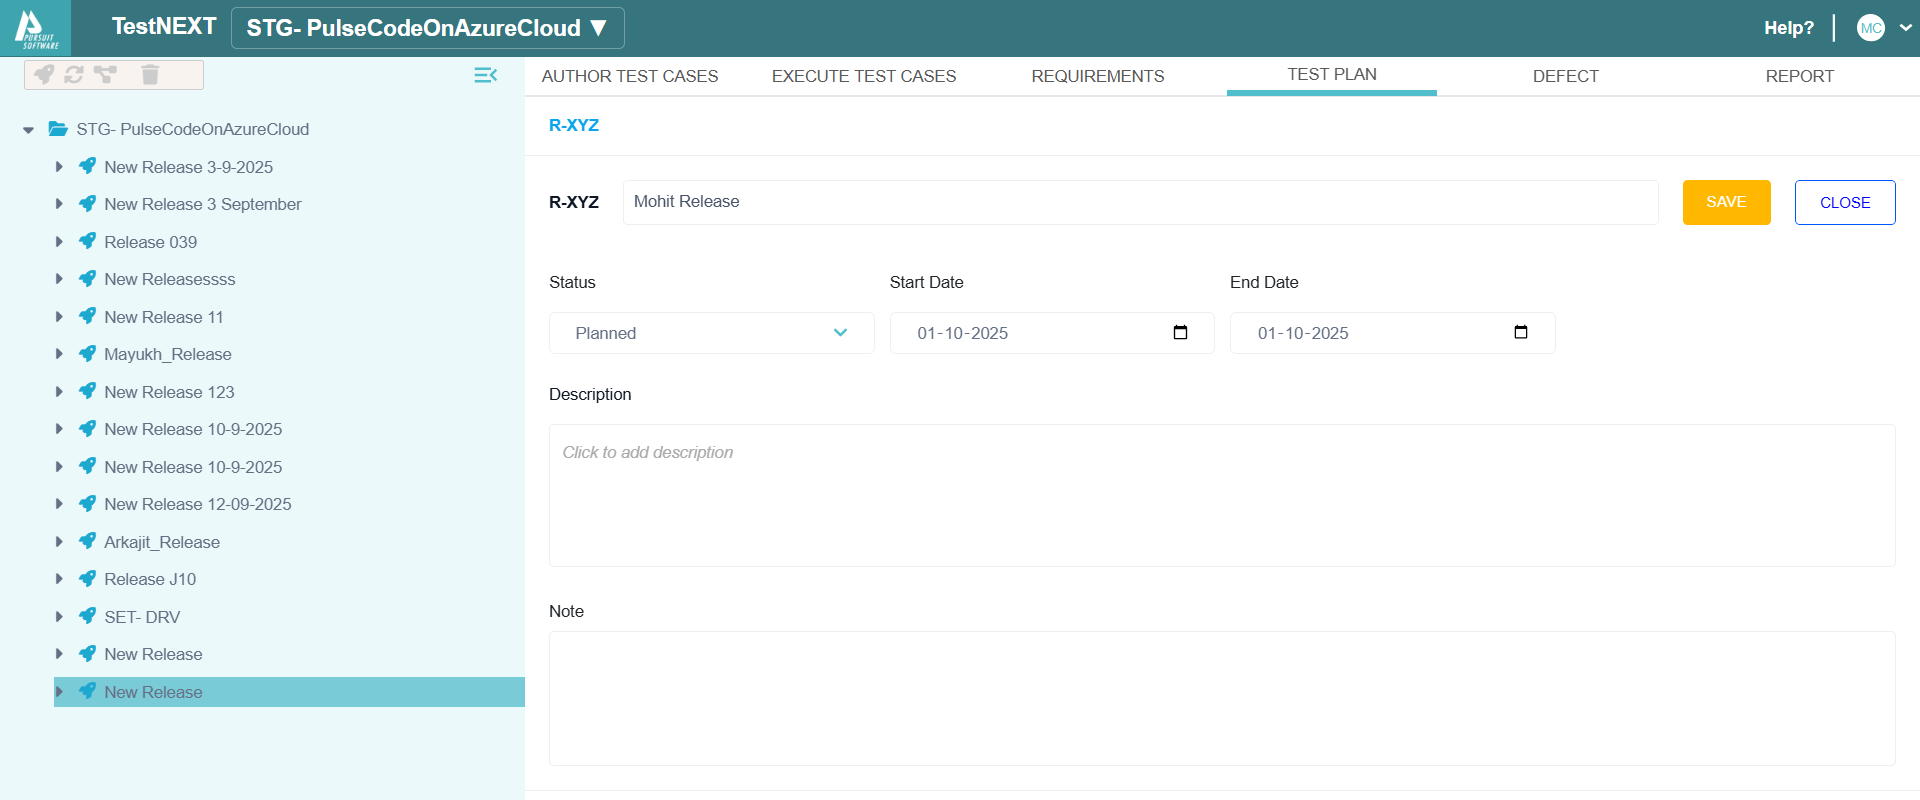 PURSUIT
SOFTWARE
TestNEXT
STG- PulseCodeOnAzureCloud ▼
Help?
MC
AUTHOR TEST CASES
EXECUTE TEST CASES
REQUIREMENTS
TEST PLAN
DEFECT
REPORT
STG- PulseCodeOnAzureCloud
New Release 3-9-2025
New Release 3 September
Release 039
New Releasessss
New Release 11
Mayukh_Release
New Release 123
New Release 10-9-2025
New Release 10-9-2025
New Release 12-09-2025
Arkajit_Release
Release J10
SET- DRV
New Release
New Release
R-XYZ
R-XYZ
Mohit Release
SAVE
CLOSE
Status
Start Date
End Date
Planned
01-10-2025
01-10-2025
Description
Click to add description
Note